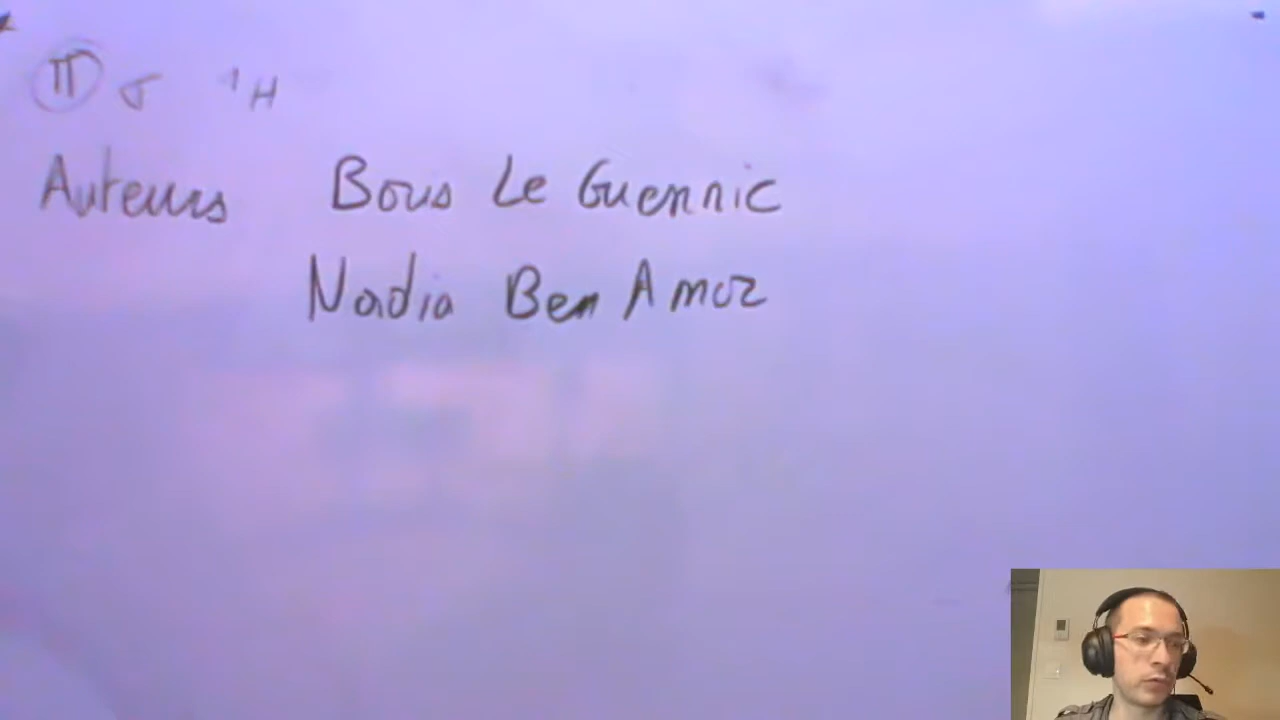 π σ ¹H
Auteurs Bous Le Guennic
Nadia Ben Amor